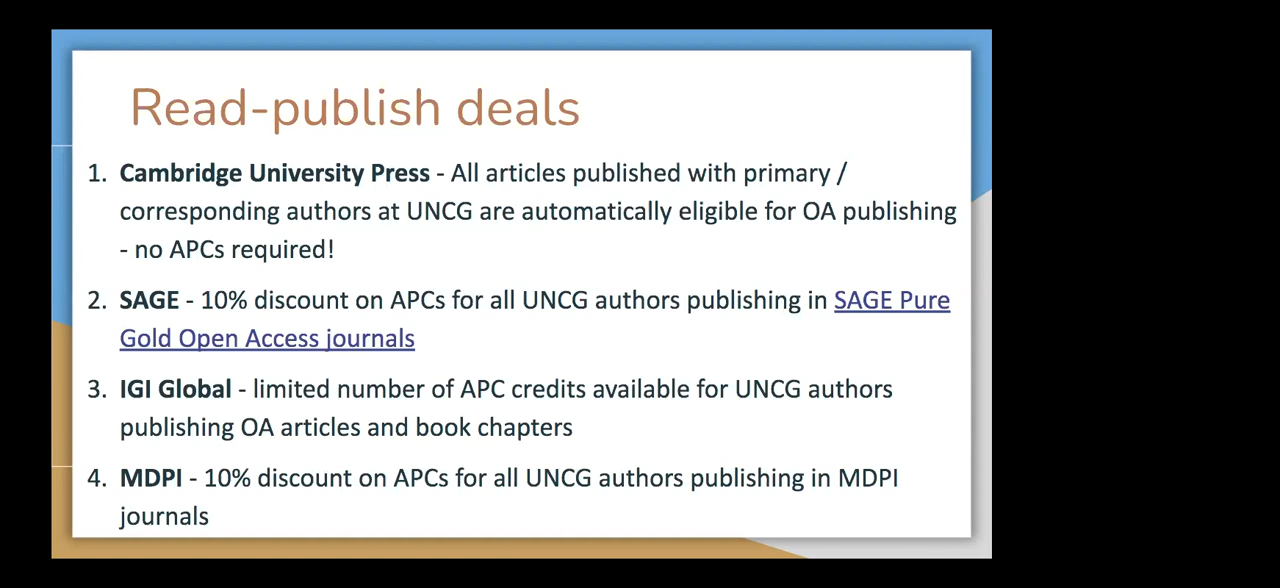 Read-publish deals
1. Cambridge University Press - All articles published with primary /
corresponding authors at UNCG are automatically eligible for OA publishing
- no APCs required!
2. SAGE - 10% discount on APCs for all UNCG authors publishing in SAGE Pure
Gold Open Access journals
3. IGI Global - limited number of APC credits available for UNCG authors
publishing OA articles and book chapters
4. MDPI - 10% discount on APCs for all UNCG authors publishing in MDPI
journals